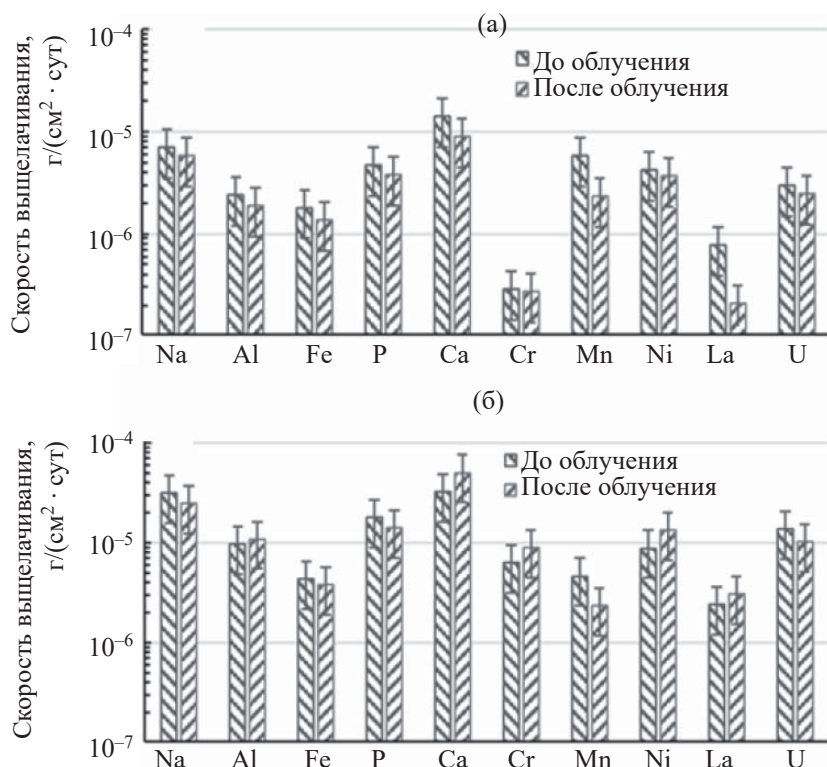 (а)
Скорость выщелачивания,
г/(см² · сут)
10⁻⁴
10⁻⁵
10⁻⁶
10⁻⁷
До облучения
После облучения
Na Al Fe P Ca Cr Mn Ni La U
(б)
Скорость выщелачивания,
г/(см² · сут)
10⁻⁴
10⁻⁵
10⁻⁶
10⁻⁷
До облучения
После облучения
Na Al Fe P Ca Cr Mn Ni La U